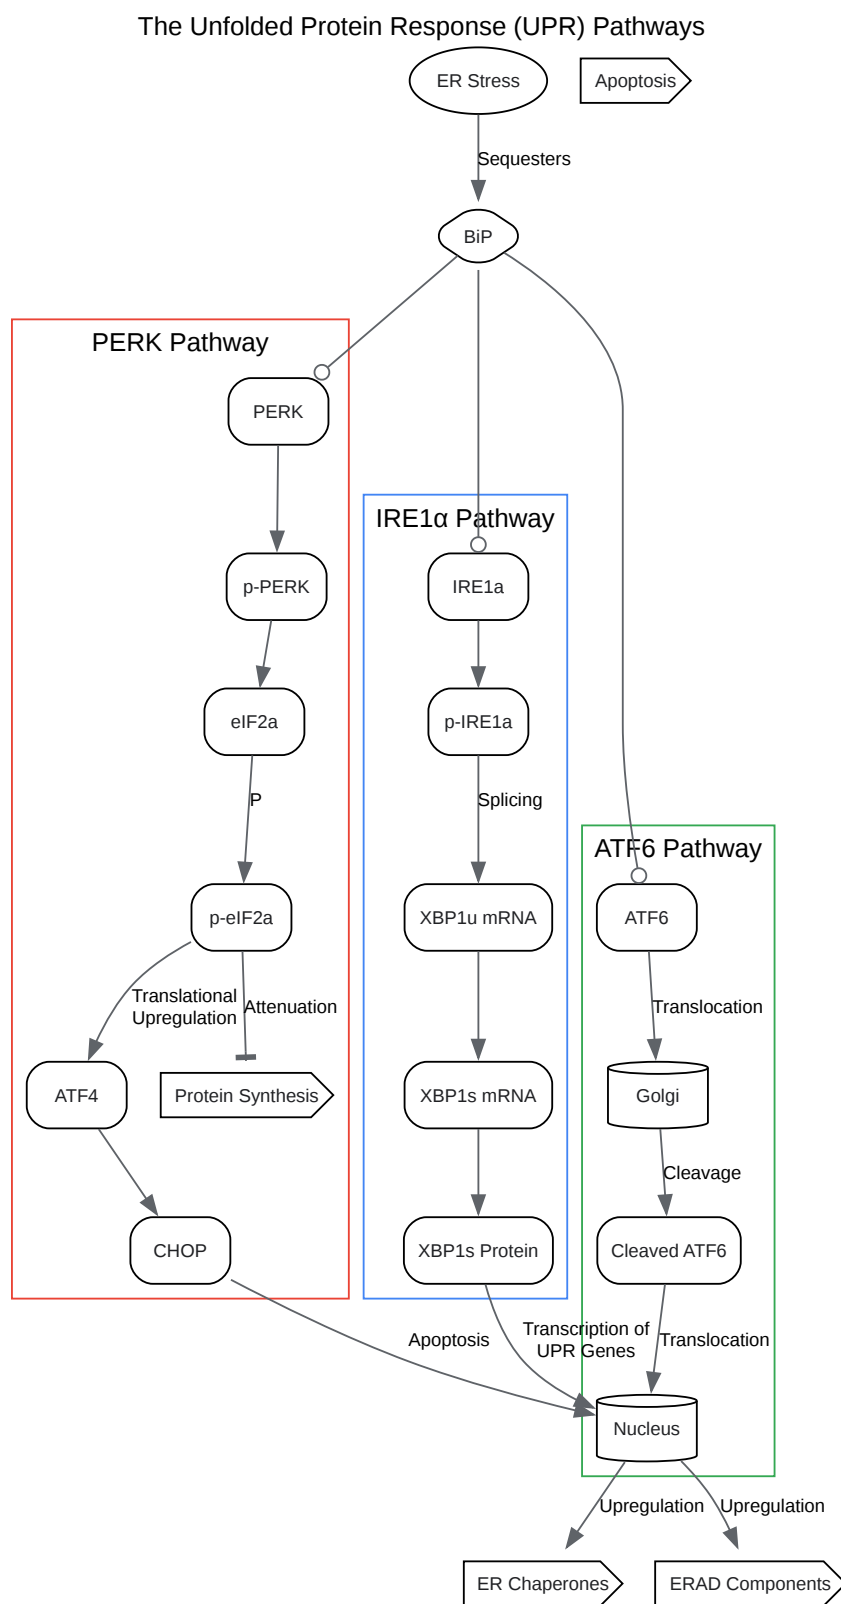 The Unfolded Protein Response (UPR) Pathways
ER Stress
Apoptosis
Sequesters
BiP
PERK Pathway
PERK
IRE1α Pathway
p-PERK
IRE1a
eIF2a
p-IRE1a
P
Splicing
ATF6 Pathway
p-eIF2a
XBP1u mRNA
ATF6
Translational
Upregulation
Attenuation
Translocation
ATF4
Protein Synthesis
XBP1s mRNA
Golgi
Cleavage
CHOP
XBP1s Protein
Cleaved ATF6
Apoptosis
Transcription of
UPR Genes
Translocation
Nucleus
Upregulation
Upregulation
ER Chaperones
ERAD Components